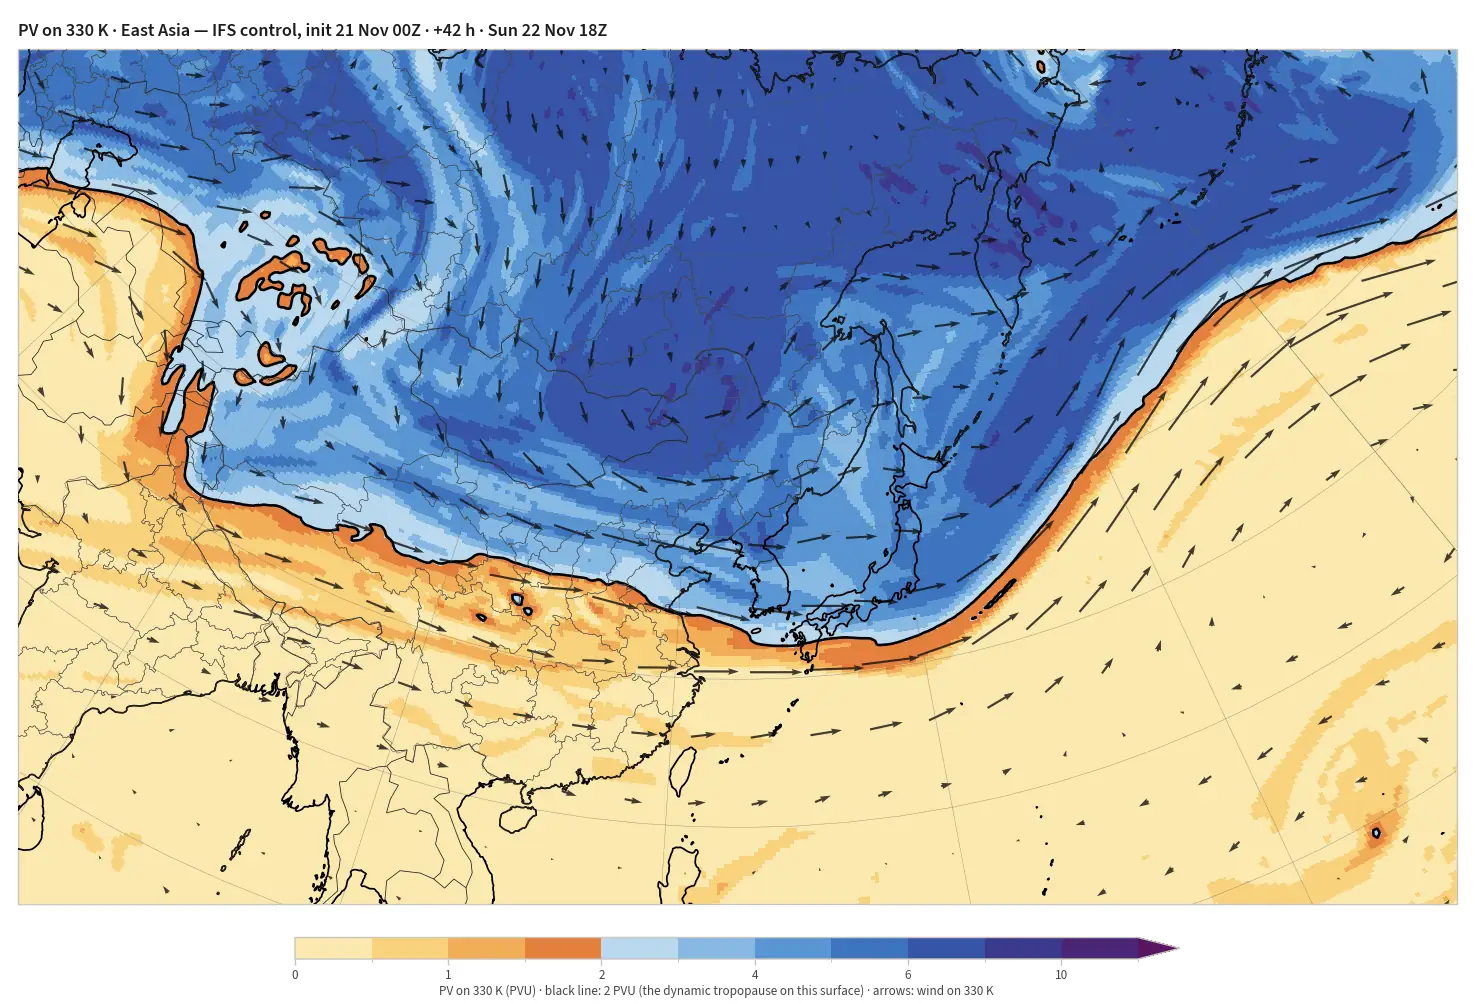 PV on 330 K · East Asia — IFS control, init 21 Nov 00Z · +42 h · Sun 22 Nov 18Z
0 1 2 4 6 10
PV on 330 K (PVU) · black line: 2 PVU (the dynamic tropopause on this surface) · arrows: wind on 330 K